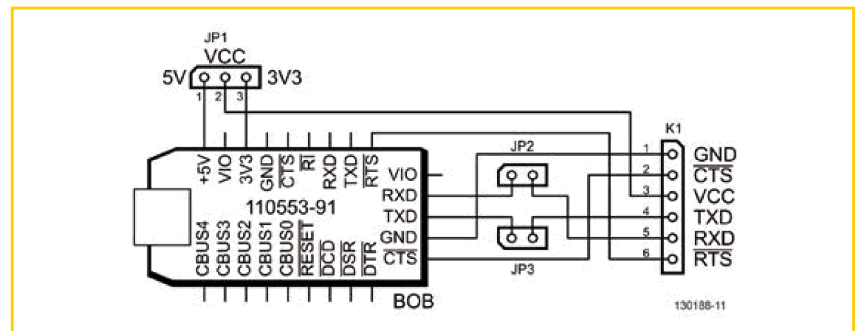 JP1
VCC
5V
3V3
1
2
3
+5V
VIO
3V3
GND
CTS
RI
RXD
TXD
RTS
VIO
RXD
TXD
GND
CTS
110553-91
CBUS4
CBUS3
CBUS2
CBUS1
CBUS0
RESET
DCD
DSR
DTR
BOB
JP2
JP3
K1
1 GND
2 CTS
3 VCC
4 TXD
5 RXD
6 RTS
130188-11